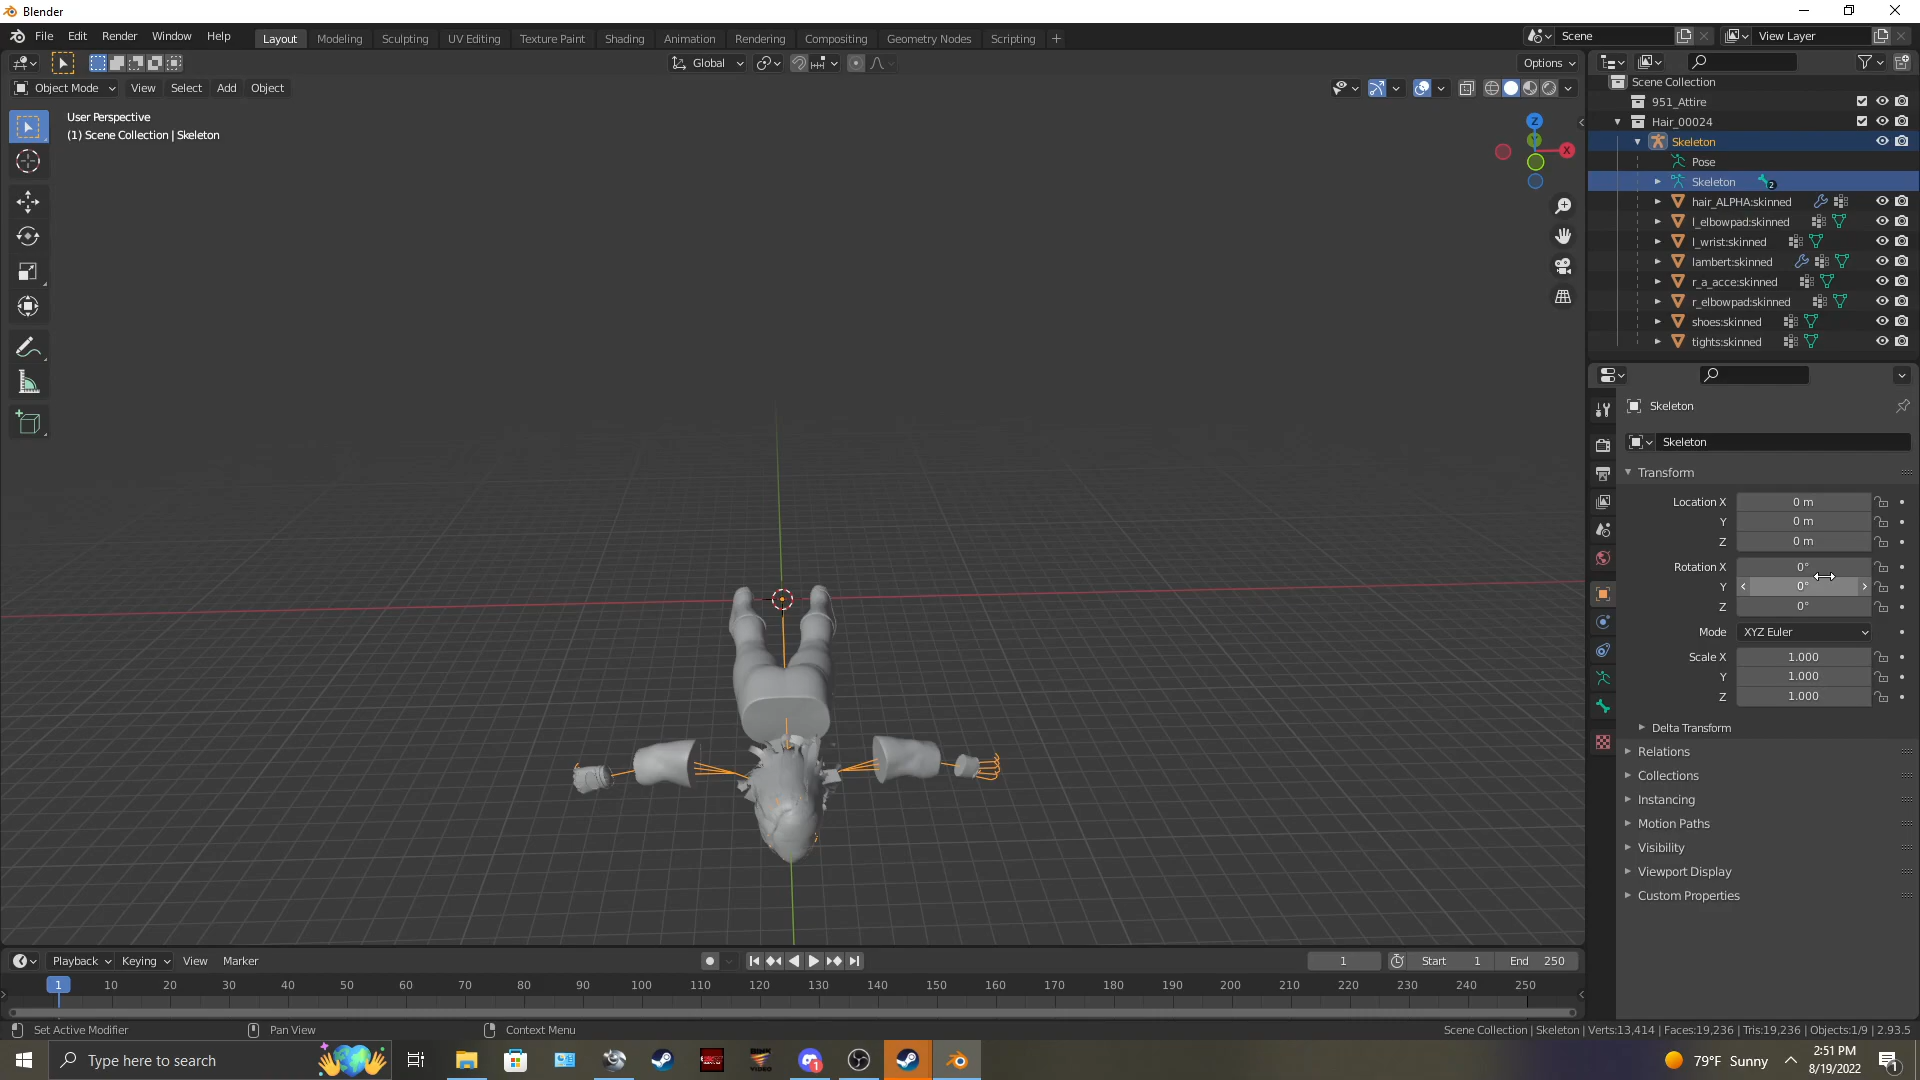 Blender
File Edit Render Window Help
Layout Modeling Sculpting UV Editing Texture Paint Shading Animation Rendering Compositing Geometry Nodes Scripting +
Scene
View Layer
Global
Options
Object Mode View Select Add Object
User Perspective
(1) Scene Collection | Skeleton
Z
Y
X
Scene Collection
951_Attire
Hair_00024
Skeleton
Pose
Skeleton 2
hair_ALPHA:skinned
l_elbowpad:skinned
l_wrist:skinned
lambert:skinned
r_a_acce:skinned
r_elbowpad:skinned
shoes:skinned
tights:skinned
Skeleton
Skeleton
Transform
Location X 0 m
Y 0 m
Z 0 m
Rotation X 0°
Y 0°
Z 0°
Mode XYZ Euler
Scale X 1.000
Y 1.000
Z 1.000
Delta Transform
Relations
Collections
Instancing
Motion Paths
Visibility
Viewport Display
Custom Properties
Playback Keying View Marker
1 Start 1 End 250
1 10 20 30 40 50 60 70 80 90 100 110 120 130 140 150 160 170 180 190 200 210 220 230 240 250
Set Active Modifier Pan View Context Menu
Scene Collection | Skeleton | Verts:13,414 | Faces:19,236 | Tris:19,236 | Objects:1/9 | 2.93.5
Type here to search
79°F Sunny
2:51 PM
8/19/2022
1